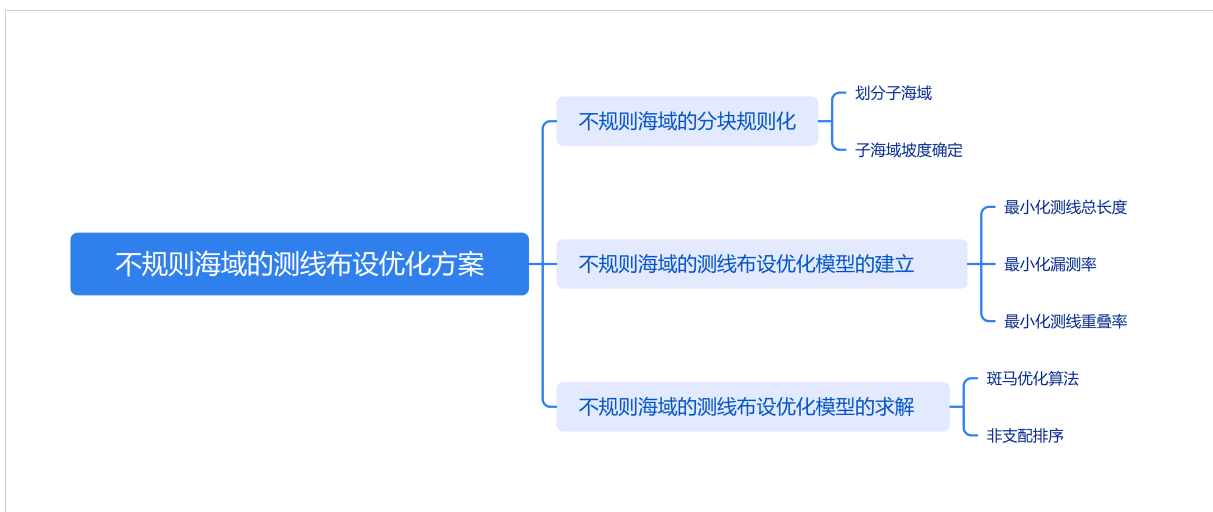 不规则海域的测线布设优化方案
不规则海域的分块规则化
划分子海域
子海域坡度确定
不规则海域的测线布设优化模型的建立
最小化测线总长度
最小化漏测率
最小化测线重叠率
不规则海域的测线布设优化模型的求解
斑马优化算法
非支配排序